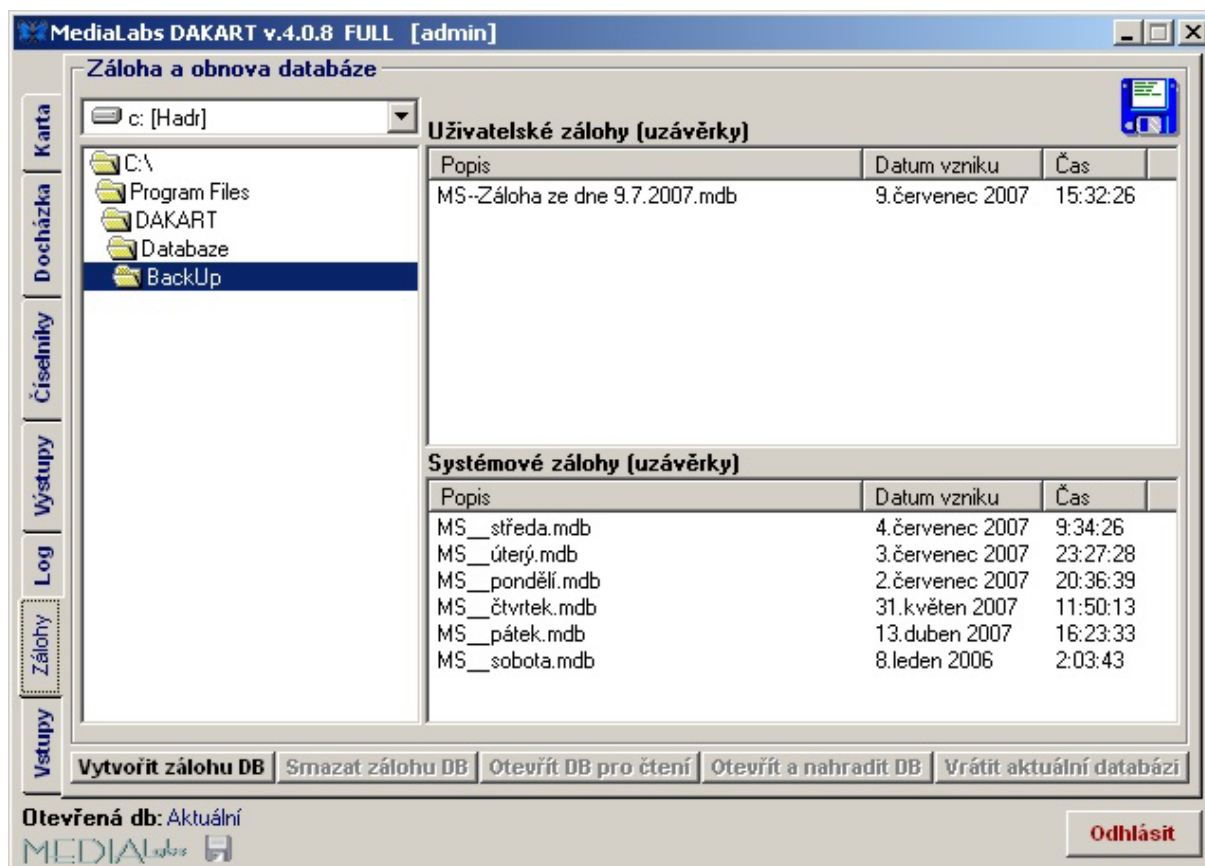 MediaLabs DAKART v.4.0.8 FULL [admin]
Záloha a obnova databáze
Karta
Docházka
Číselníky
Výstupy
Log
Zálohy
Vstupy
c: [Hadr]
C:\
Program Files
DAKART
Databaze
BackUp
Uživatelské zálohy (uzávěrky)
Popis Datum vzniku Čas
MS--Záloha ze dne 9.7.2007.mdb 9.červenec 2007 15:32:26
Systémové zálohy (uzávěrky)
Popis Datum vzniku Čas
MS__středa.mdb 4.červenec 2007 9:34:26
MS__úterý.mdb 3.červenec 2007 23:27:28
MS__pondělí.mdb 2.červenec 2007 20:36:39
MS__čtvrtek.mdb 31.květen 2007 11:50:13
MS__pátek.mdb 13.duben 2007 16:23:33
MS__sobota.mdb 8.leden 2006 2:03:43
Vytvořit zálohu DB Smazat zálohu DB Otevřít DB pro čtení Otevřít a nahradit DB Vrátit aktuální databázi
Otevřená db: Aktuální
MEDIALabs
Odhlásit